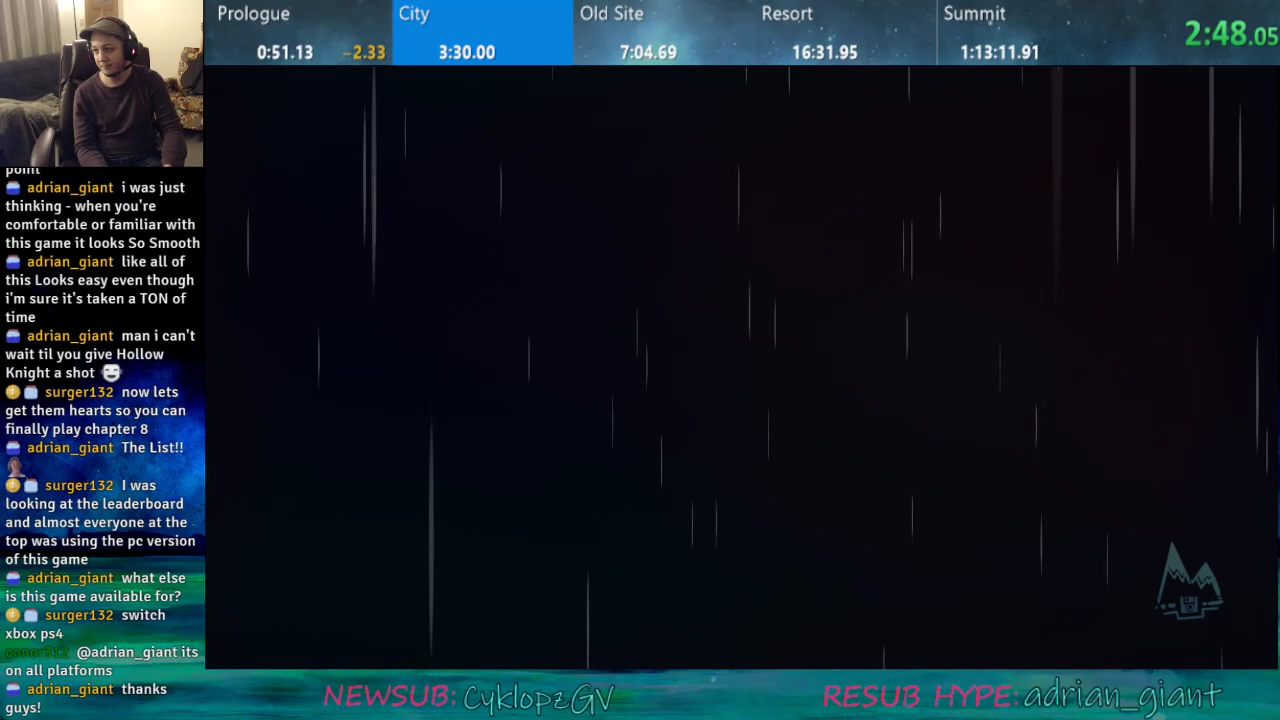 Prologue City Old Site Resort Summit
0:51.13 -2.33 3:30.00 7:04.69 16:31.95 1:13:11.91 2:48.05
point
adrian_giant i was just
thinking - when you're
comfortable or familiar with
this game it looks So Smooth
adrian_giant like all of
this Looks easy even though
i'm sure it's taken a TON of
time
adrian_giant man i can't
wait til you give Hollow
Knight a shot
surger132 now lets
get them hearts so you can
finally play chapter 8
adrian_giant The List!!
surger132 I was
looking at the leaderboard
and almost everyone at the
top was using the pc version
of this game
adrian_giant what else
is this game available for?
surger132 switch
xbox ps4
conor312 @adrian_giant its
on all platforms
adrian_giant thanks
guys!
NEWSUB: CyklopzGV RESUB HYPE: adrian_giant